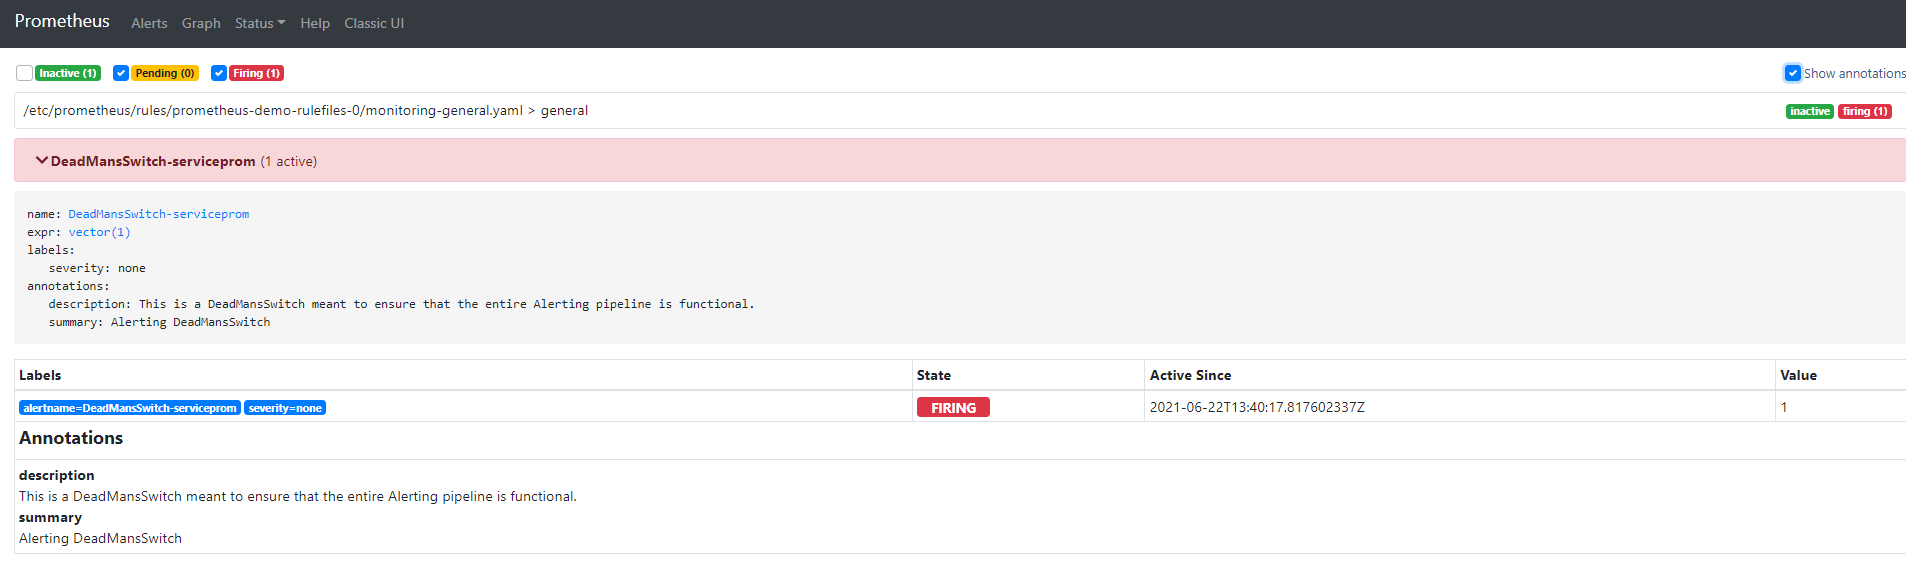 Prometheus Alerts Graph Status Help Classic UI
Inactive (1) Pending (0) Firing (1) Show annotations
/etc/prometheus/rules/prometheus-demo-rulefiles-0/monitoring-general.yaml > general inactive firing (1)
DeadMansSwitch-serviceprom (1 active)
name: DeadMansSwitch-serviceprom
expr: vector(1)
labels:
severity: none
annotations:
description: This is a DeadMansSwitch meant to ensure that the entire Alerting pipeline is functional.
summary: Alerting DeadMansSwitch
Labels State Active Since Value
alertname=DeadMansSwitch-serviceprom severity=none FIRING 2021-06-22T13:40:17.817602337Z 1
Annotations
description
This is a DeadMansSwitch meant to ensure that the entire Alerting pipeline is functional.
summary
Alerting DeadMansSwitch